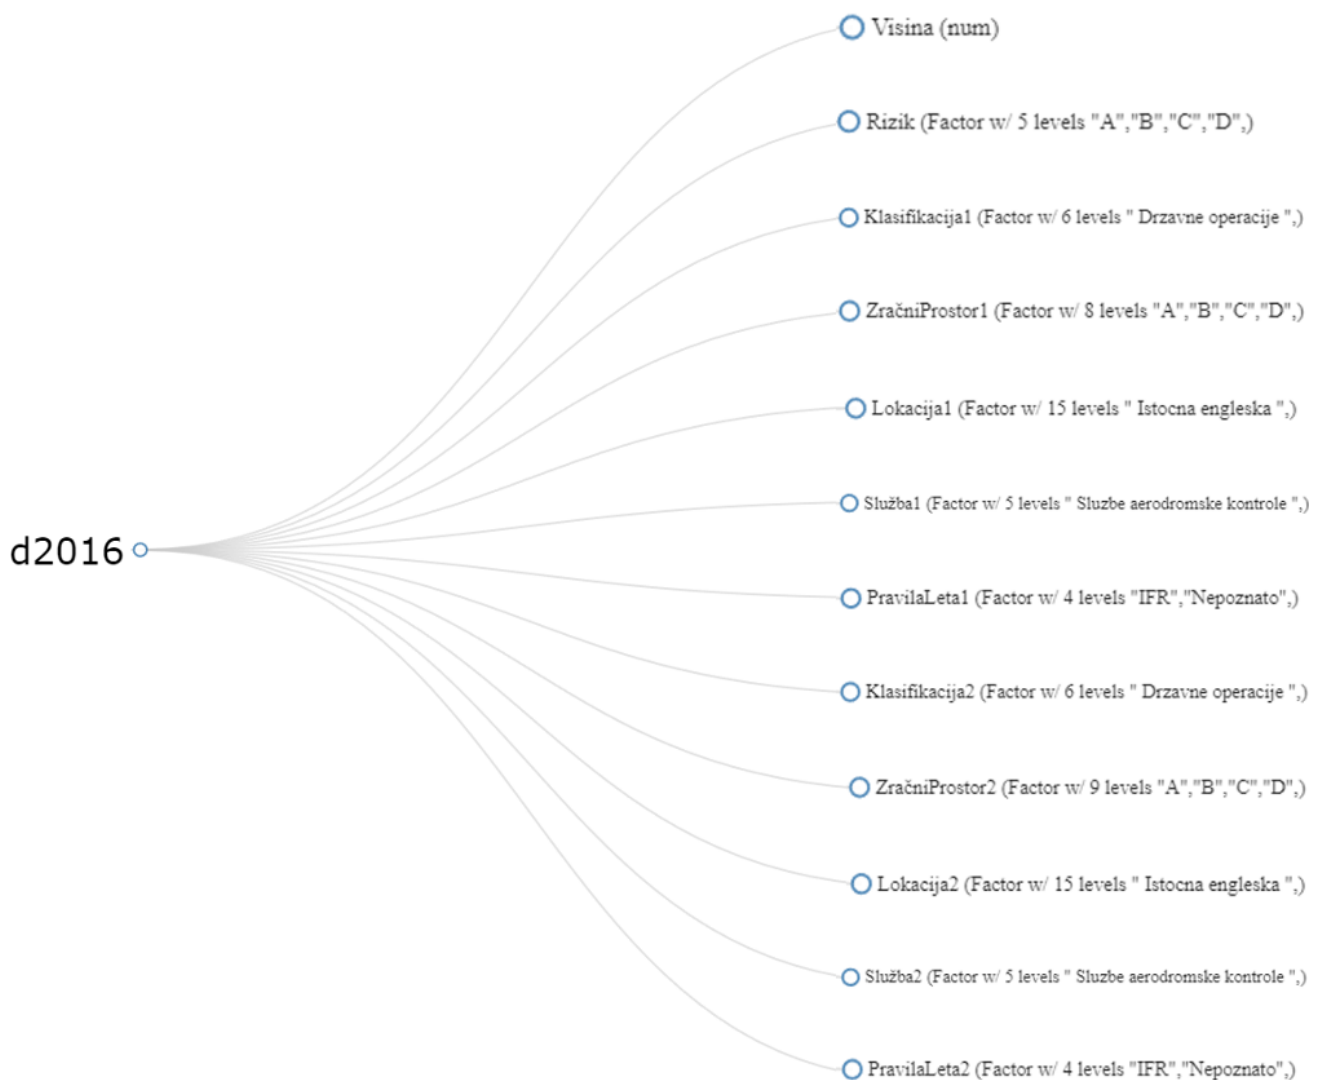 Visina (num)
Rizik (Factor w/ 5 levels "A","B","C","D",)
Klasifikacija1 (Factor w/ 6 levels " Drzavne operacije ",)
ZračniProstor1 (Factor w/ 8 levels "A","B","C","D",)
Lokacija1 (Factor w/ 15 levels " Istocna engleska ",)
Služba1 (Factor w/ 5 levels " Sluzbe aerodromske kontrole ",)
d2016
PravilaLeta1 (Factor w/ 4 levels "IFR","Nepoznato",)
Klasifikacija2 (Factor w/ 6 levels " Drzavne operacije ",)
ZračniProstor2 (Factor w/ 9 levels "A","B","C","D",)
Lokacija2 (Factor w/ 15 levels " Istocna engleska ",)
Služba2 (Factor w/ 5 levels " Sluzbe aerodromske kontrole ",)
PravilaLeta2 (Factor w/ 4 levels "IFR","Nepoznato",)